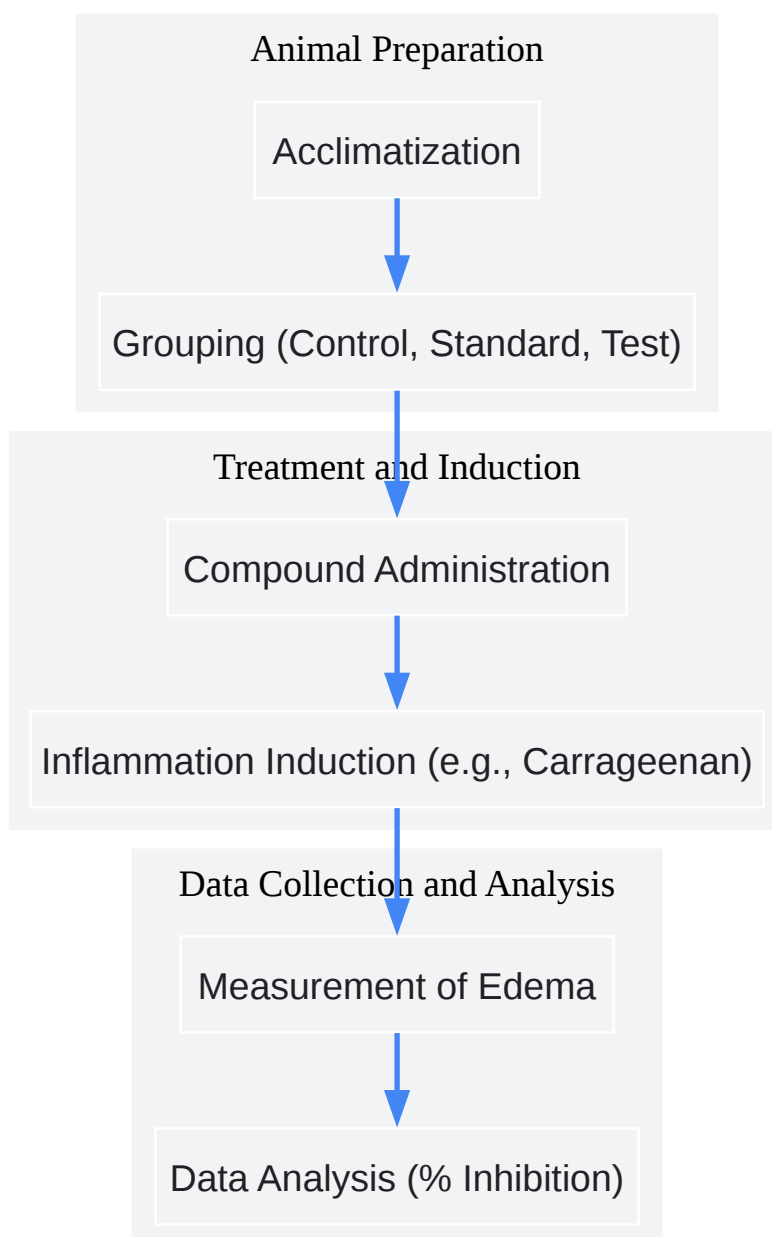 Animal Preparation
Acclimatization
Grouping (Control, Standard, Test)
Treatment and Induction
Compound Administration
Inflammation Induction (e.g., Carrageenan)
Data Collection and Analysis
Measurement of Edema
Data Analysis (% Inhibition)